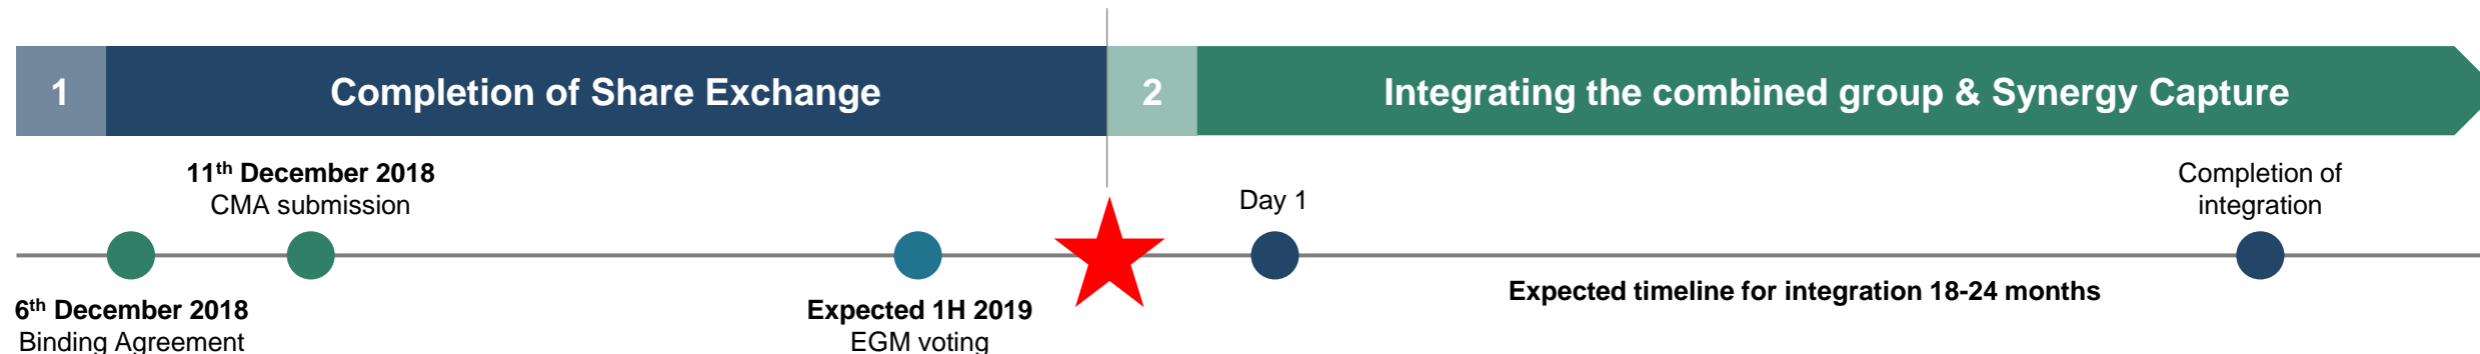 1
Completion of Share Exchange
2
Integrating the combined group & Synergy Capture
11th December 2018
CMA submission
Day 1
Completion of
integration
6th December 2018
Binding Agreement
Expected 1H 2019
EGM voting
Expected timeline for integration 18-24 months